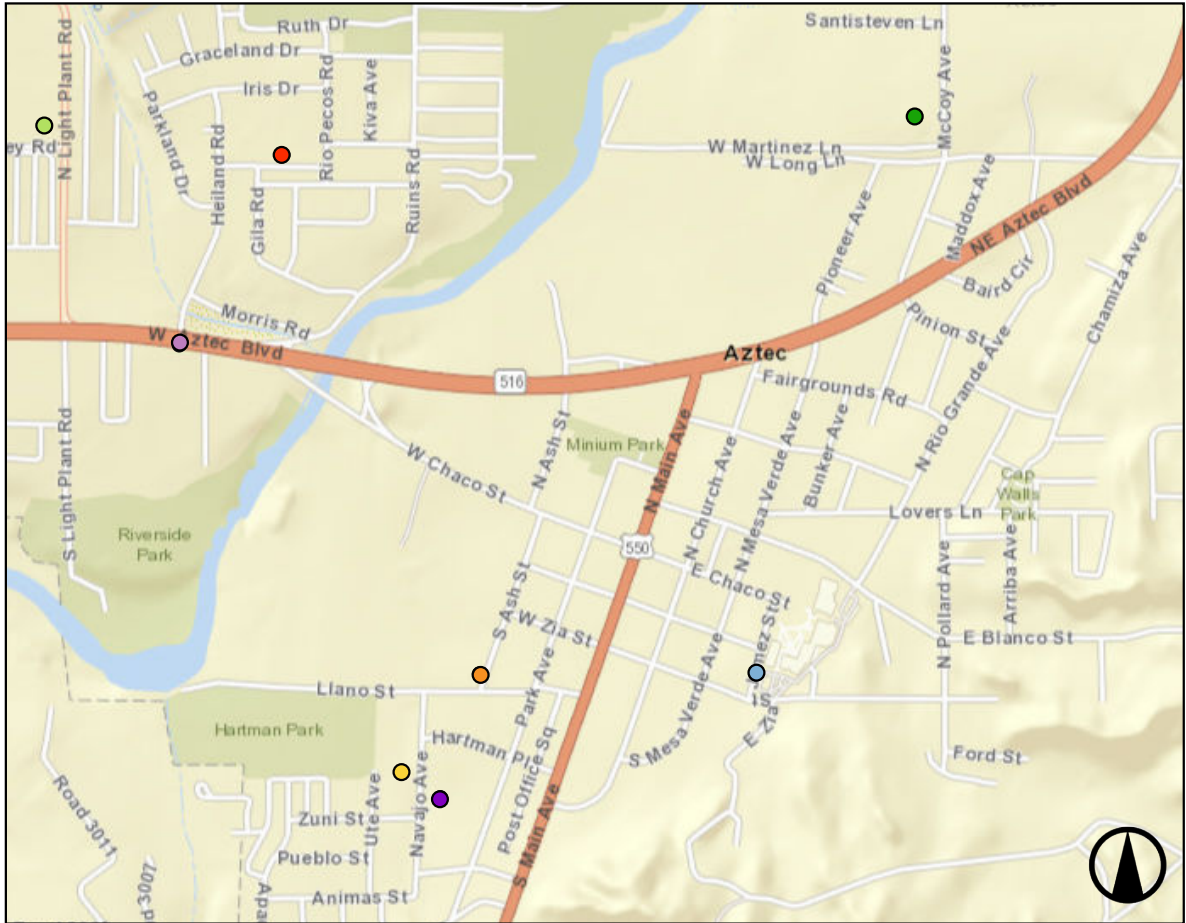 Santisteven Ln
Ruth Dr
Graceland Dr
N Light Plant Rd
Rio Pecos Rd
Kiva Ave
McCoy Ave
Iris Dr
Parkland Dr
Heiland Rd
ey Rd
W Martinez Ln
W Long Ln
Ruins Rd
Gila Rd
Maddox Ave
Pioneer Ave
NE Aztec Blvd
Baird Cir
Chamiza Ave
Morris Rd
Pinion St
W Aztec Blvd
Aztec
516
Fairgrounds Rd
N Rio Grande Ave
N Ash St
Minium Park
N Main Ave
N Church Ave
N Mesa Verde Ave
Bunker Ave
S Light Plant Rd
W Chaco St
Cap
Walls
Park
Lovers Ln
Riverside
Park
550
E Chaco St
N Pollard Ave
Arriba Ave
S Ash St
W Zia St
E Blanco St
Park Ave
S Mesa Verde Ave
Llano St
E Zia
Hartman Park
Hartman Pl
Post Office Sq
Ford St
Road 3011
Ute Ave
Navajo Ave
Zuni St
S Main Ave
Pueblo St
d 3007
Apac
Animas St